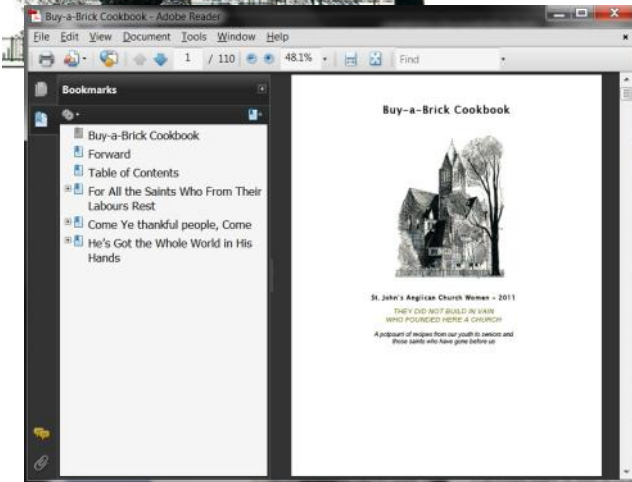 Buy-a-Brick Cookbook - Adobe Reader
File Edit View Document Tools Window Help
1 / 110 48.1% Find
Bookmarks
Buy-a-Brick Cookbook
Forward
Table of Contents
For All the Saints Who From Their
Labours Rest
Come Ye thankful people, Come
He's Got the Whole World in His
Hands
Buy-a-Brick Cookbook
St. John's Anglican Church Women - 2011
THEY DID NOT BUILD IN VAIN
WHO FOUNDED HERE A CHURCH
A potpourri of recipes from our youth to seniors and
those saints who have gone before us